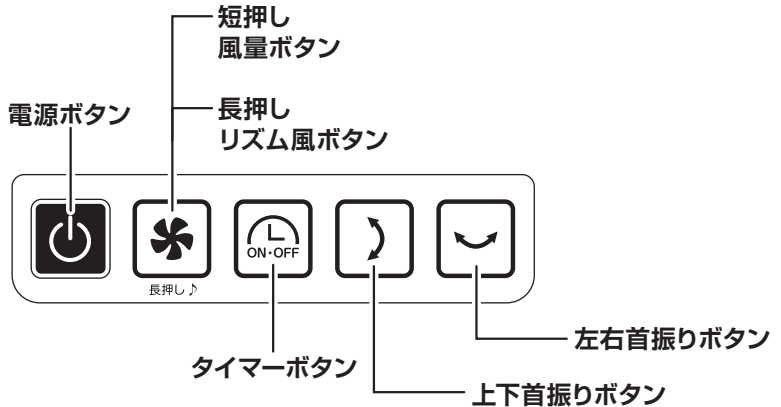 短押し
風量ボタン
長押し
リズム風ボタン
電源ボタン
ON・OFF
長押し♪
左右首振りボタン
タイマーボタン
上下首振りボタン